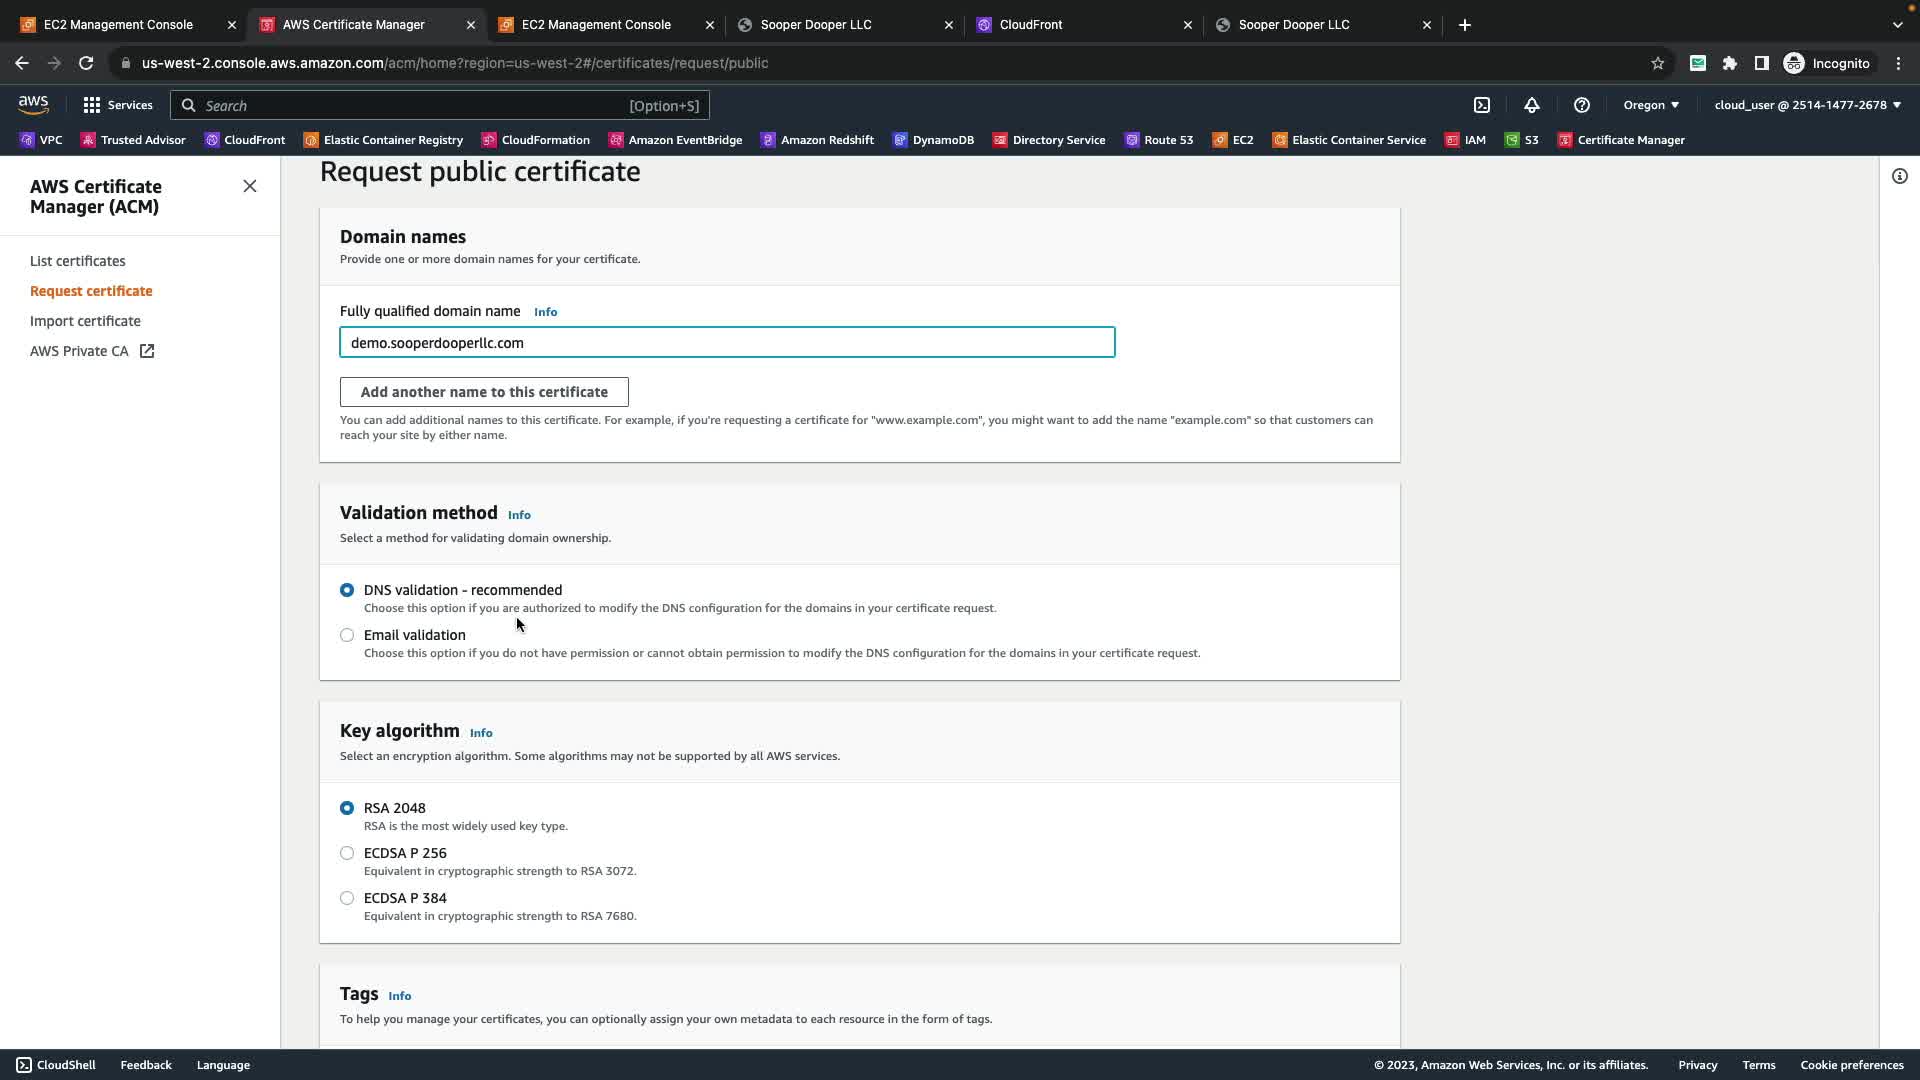 EC2 Management Console
AWS Certificate Manager
EC2 Management Console
Sooper Dooper LLC
CloudFront
Sooper Dooper LLC
us-west-2.console.aws.amazon.com/acm/home?region=us-west-2#/certificates/request/public
Incognito
aws
Services
Search
[Option+S]
Oregon
cloud_user @ 2514-1477-2678
VPC
Trusted Advisor
CloudFront
Elastic Container Registry
CloudFormation
Amazon EventBridge
Amazon Redshift
DynamoDB
Directory Service
Route 53
EC2
Elastic Container Service
IAM
S3
Certificate Manager
AWS Certificate
Manager (ACM)
List certificates
Request certificate
Import certificate
AWS Private CA
Request public certificate
Domain names
Provide one or more domain names for your certificate.
Fully qualified domain name Info
demo.sooperdooperllc.com
Add another name to this certificate
You can add additional names to this certificate. For example, if you're requesting a certificate for "www.example.com", you might want to add the name "example.com" so that customers can
reach your site by either name.
Validation method Info
Select a method for validating domain ownership.
DNS validation - recommended
Choose this option if you are authorized to modify the DNS configuration for the domains in your certificate request.
Email validation
Choose this option if you do not have permission or cannot obtain permission to modify the DNS configuration for the domains in your certificate request.
Key algorithm Info
Select an encryption algorithm. Some algorithms may not be supported by all AWS services.
RSA 2048
RSA is the most widely used key type.
ECDSA P 256
Equivalent in cryptographic strength to RSA 3072.
ECDSA P 384
Equivalent in cryptographic strength to RSA 7680.
Tags Info
To help you manage your certificates, you can optionally assign your own metadata to each resource in the form of tags.
CloudShell
Feedback
Language
© 2023, Amazon Web Services, Inc. or its affiliates.
Privacy
Terms
Cookie preferences